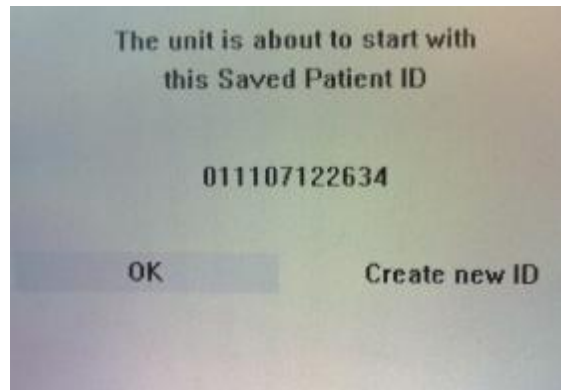 The unit is about to start with
this Saved Patient ID
011107122634
OK Create new ID